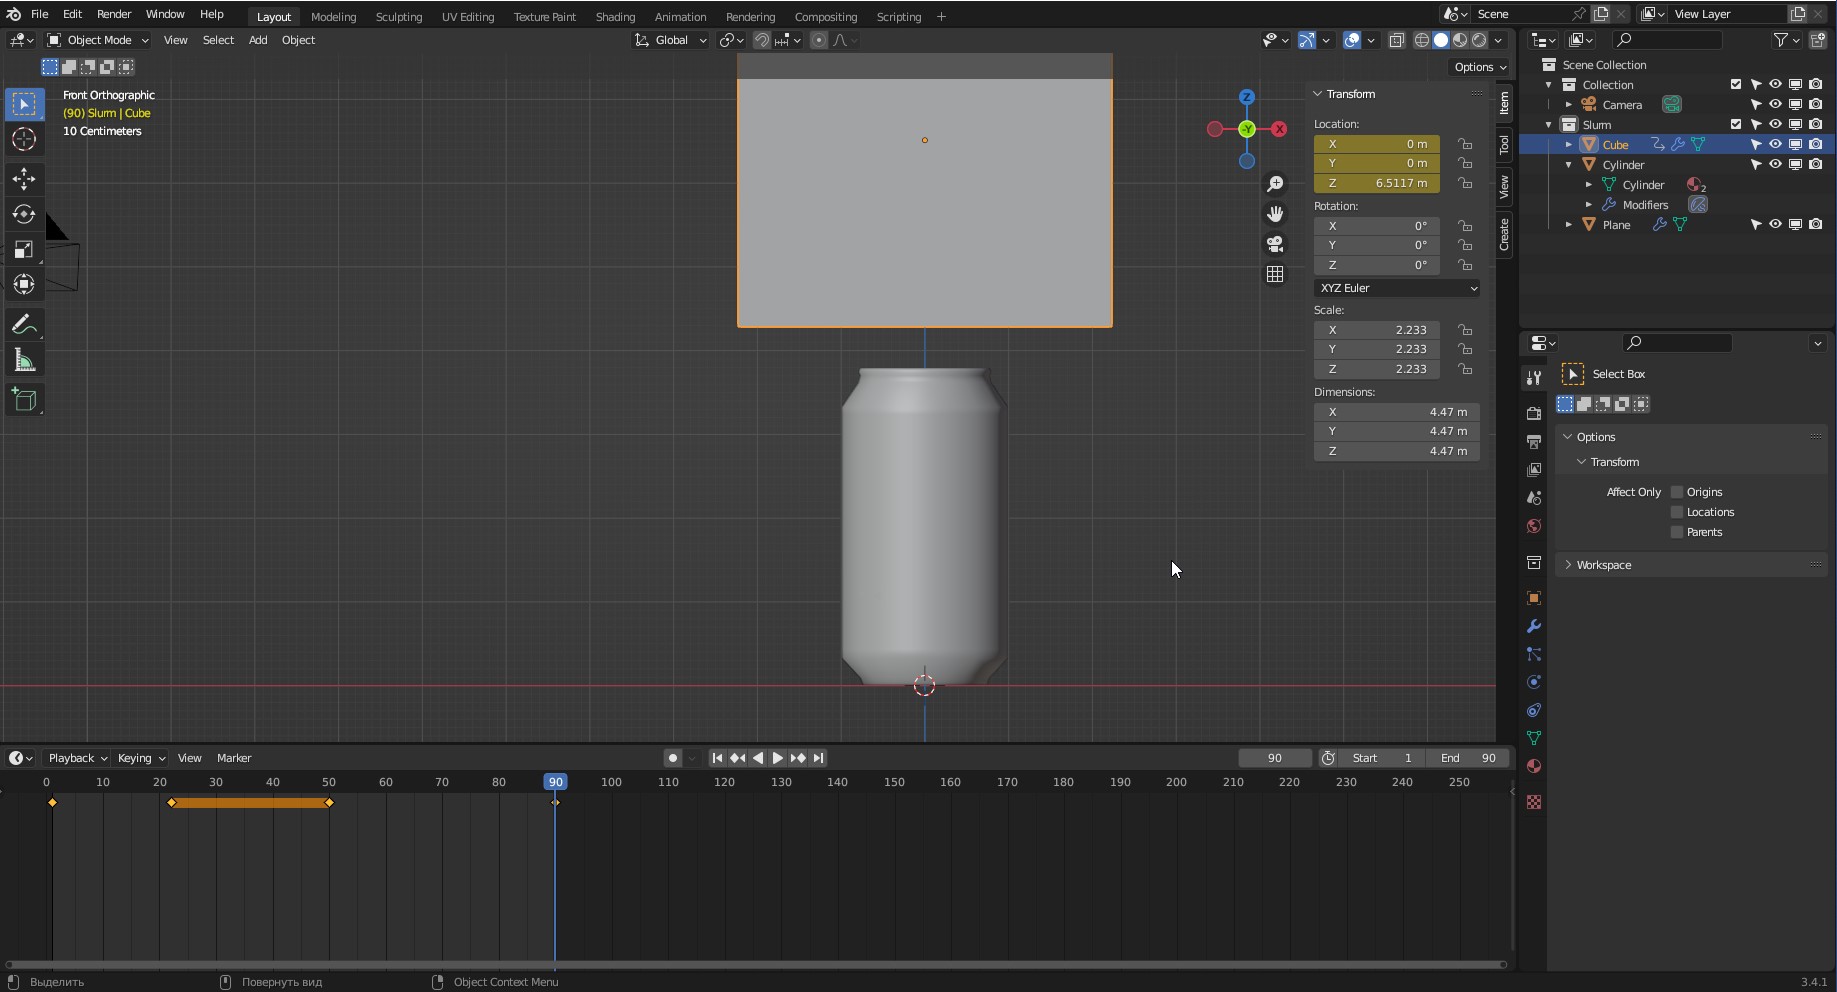 File Edit Render Window Help Layout Modeling Sculpting UV Editing Texture Paint Shading Animation Rendering Compositing Scripting + Scene View Layer
Object Mode View Select Add Object Global
Options
Front Orthographic
(90) Slurm | Cube
10 Centimeters
Z
-Y
X
Transform
Location:
X 0 m
Y 0 m
Z 6.5117 m
Rotation:
X 0°
Y 0°
Z 0°
XYZ Euler
Scale:
X 2.233
Y 2.233
Z 2.233
Dimensions:
X 4.47 m
Y 4.47 m
Z 4.47 m
Item
Tool
View
Create
Scene Collection
Collection
Camera
Slurm
Cube
Cylinder
Cylinder 2
Modifiers
Plane
Select Box
Options
Transform
Affect Only Origins
Locations
Parents
Workspace
Playback Keying View Marker 90 Start 1 End 90
0 10 20 30 40 50 60 70 80 90 100 110 120 130 140 150 160 170 180 190 200 210 220 230 240 250
Выделить Повернуть вид Object Context Menu 3.4.1